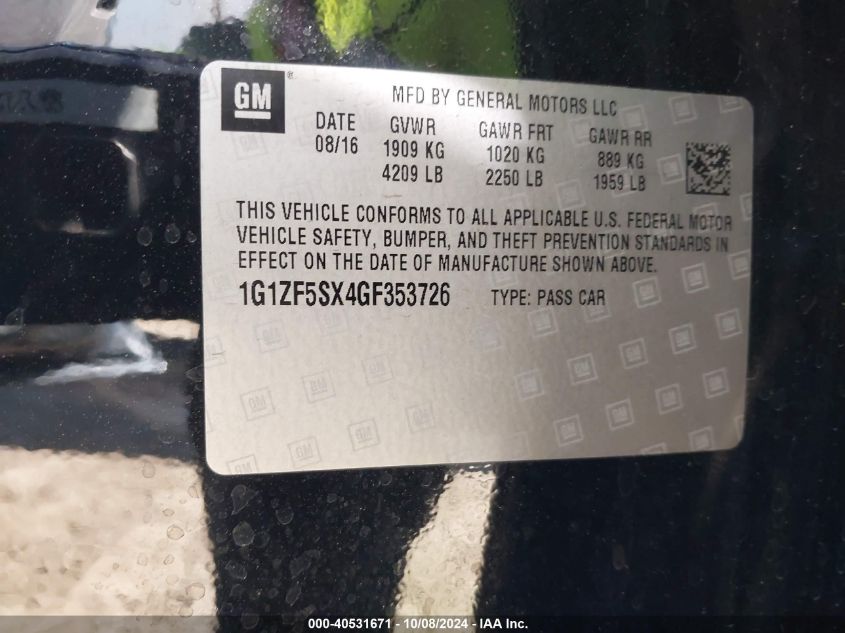 GM®
MFD BY GENERAL MOTORS LLC
DATE GVWR GAWR FRT GAWR RR
08/16 1909 KG 1020 KG 889 KG
4209 LB 2250 LB 1959 LB
THIS VEHICLE CONFORMS TO ALL APPLICABLE U.S. FEDERAL MOTOR
VEHICLE SAFETY, BUMPER, AND THEFT PREVENTION STANDARDS IN
EFFECT ON THE DATE OF MANUFACTURE SHOWN ABOVE.
1G1ZF5SX4GF353726 TYPE: PASS CAR
000-40531671 - 10/08/2024 - IAA Inc.